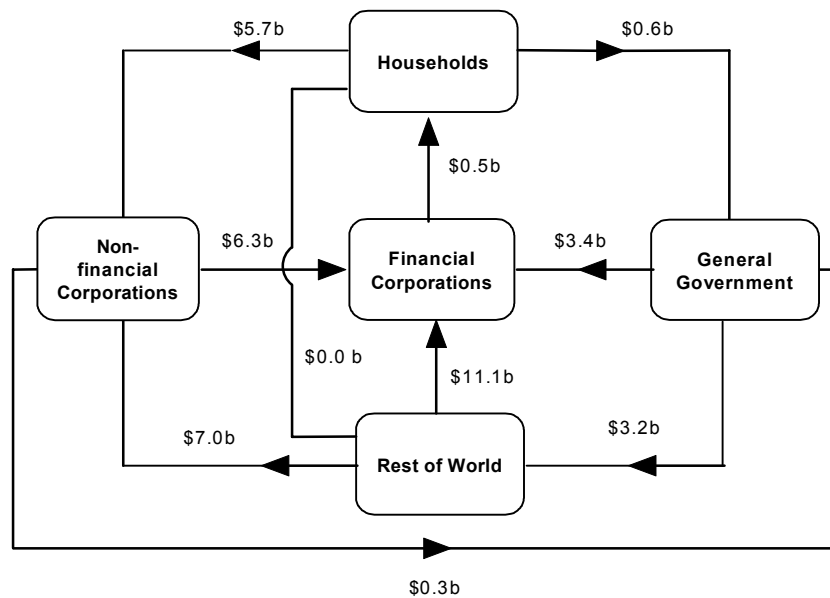 $5.7b
$0.6b
Households
$0.5b
Non-
financial
Corporations
$6.3b
Financial
Corporations
$3.4b
General
Government
$0.0 b
$11.1b
$7.0b
$3.2b
Rest of World
$0.3b